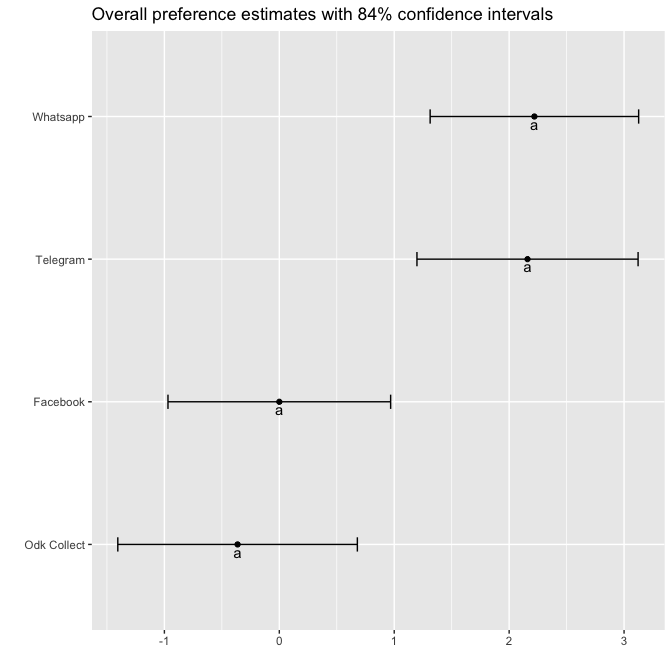 Overall preference estimates with 84% confidence intervals
Whatsapp
a
Telegram
a
Facebook
a
Odk Collect
a
-1 0 1 2 3